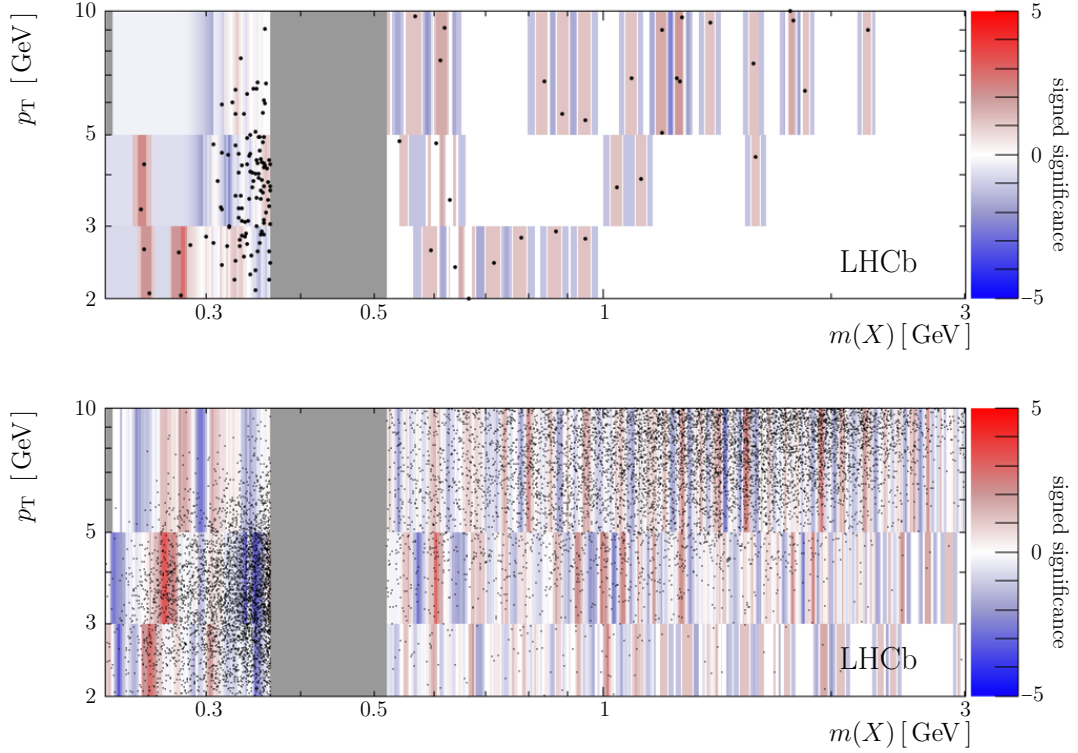 p_T [ GeV]
10
5
3
2
0.3
0.5
1
3
m(X) [ GeV]
LHCb
5
0
−5
signed significance
p_T [ GeV]
10
5
3
2
0.3
0.5
1
3
m(X) [ GeV]
LHCb
5
0
−5
signed significance